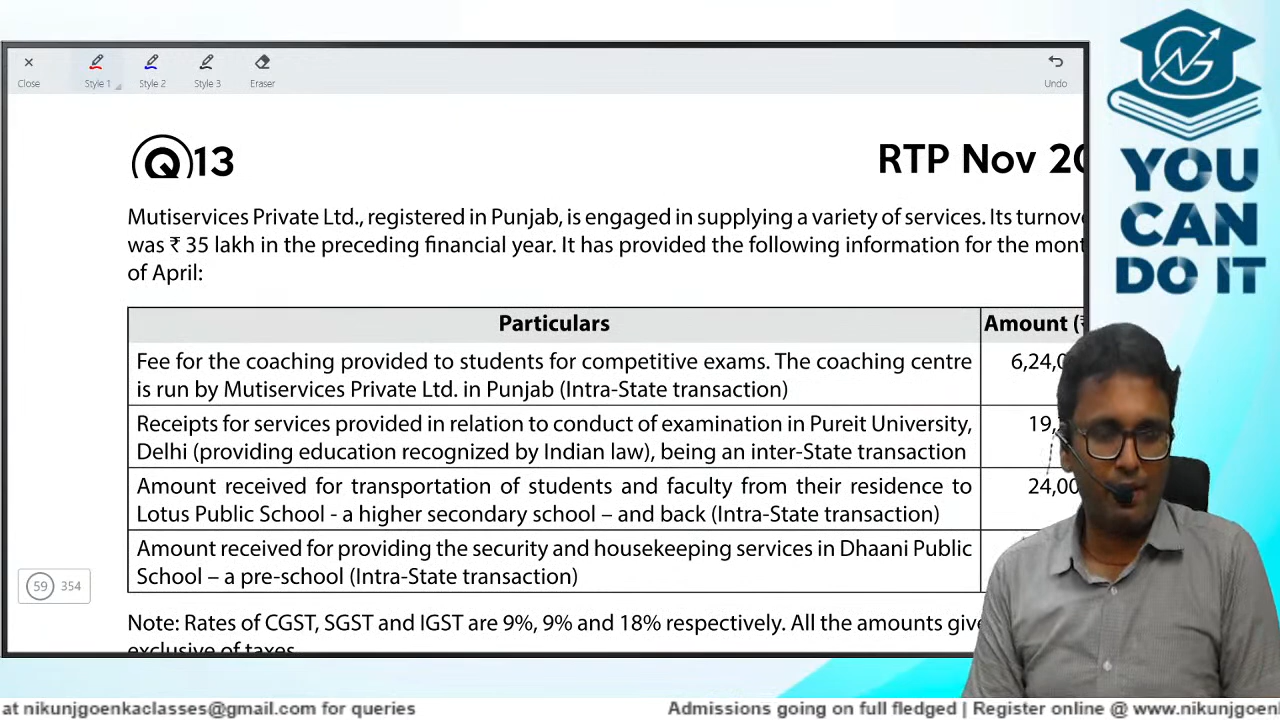 Close
Style 1
Style 2
Style 3
Eraser
Undo
Q13
RTP Nov 20
YOU
CAN
DO IT
Mutiservices Private Ltd., registered in Punjab, is engaged in supplying a variety of services. Its turnove
was ₹ 35 lakh in the preceding financial year. It has provided the following information for the mont
of April:
Particulars
Amount (₹
Fee for the coaching provided to students for competitive exams. The coaching centre
is run by Mutiservices Private Ltd. in Punjab (Intra-State transaction)
6,24,0
Receipts for services provided in relation to conduct of examination in Pureit University,
Delhi (providing education recognized by Indian law), being an inter-State transaction
19,
Amount received for transportation of students and faculty from their residence to
Lotus Public School - a higher secondary school – and back (Intra-State transaction)
24,00
Amount received for providing the security and housekeeping services in Dhaani Public
School – a pre-school (Intra-State transaction)
59 354
Note: Rates of CGST, SGST and IGST are 9%, 9% and 18% respectively. All the amounts give
exclusive of taxes
at nikunjgoenkaclasses@gmail.com for queries
Admissions going on full fledged | Register online @ www.nikunjgoen